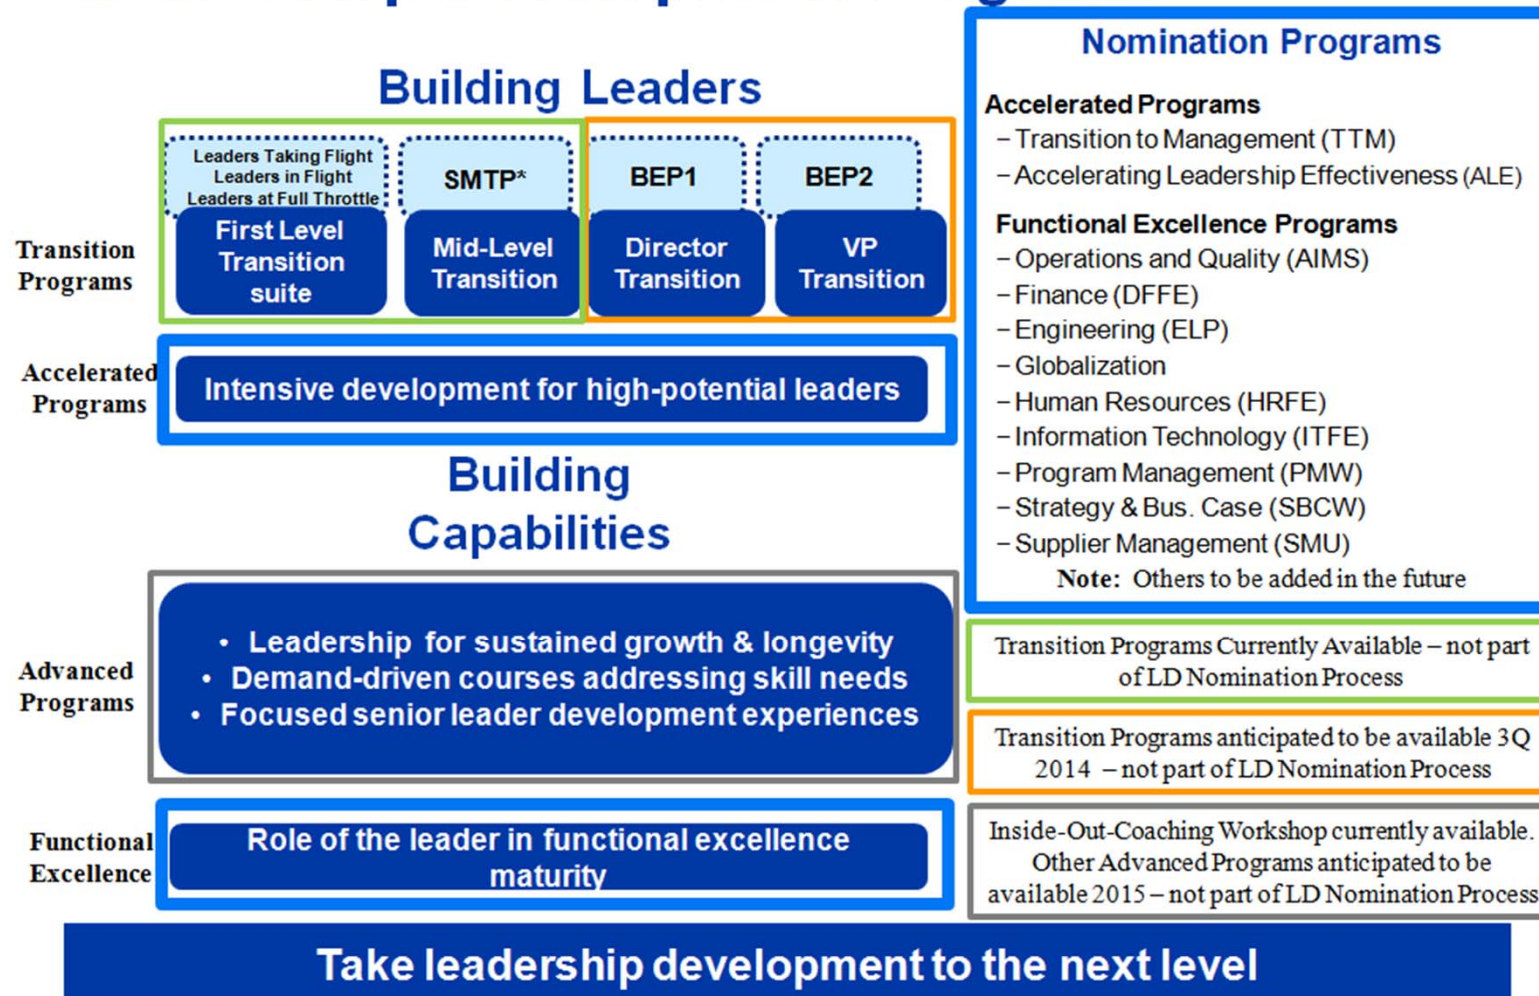 Building Leaders
Leaders Taking Flight
Leaders in Flight
Leaders at Full Throttle
SMTP*
BEP1
BEP2
Transition
Programs
First Level
Transition
suite
Mid-Level
Transition
Director
Transition
VP
Transition
Accelerated
Programs
Intensive development for high-potential leaders
Building
Capabilities
Advanced
Programs
• Leadership for sustained growth & longevity
• Demand-driven courses addressing skill needs
• Focused senior leader development experiences
Functional
Excellence
Role of the leader in functional excellence
maturity
Nomination Programs
Accelerated Programs
– Transition to Management (TTM)
– Accelerating Leadership Effectiveness (ALE)
Functional Excellence Programs
– Operations and Quality (AIMS)
– Finance (DFFE)
– Engineering (ELP)
– Globalization
– Human Resources (HRFE)
– Information Technology (ITFE)
– Program Management (PMW)
– Strategy & Bus. Case (SBCW)
– Supplier Management (SMU)
Note: Others to be added in the future
Transition Programs Currently Available – not part
of LD Nomination Process
Transition Programs anticipated to be available 3Q
2014 – not part of LD Nomination Process
Inside-Out-Coaching Workshop currently available.
Other Advanced Programs anticipated to be
available 2015 – not part of LD Nomination Process
Take leadership development to the next level